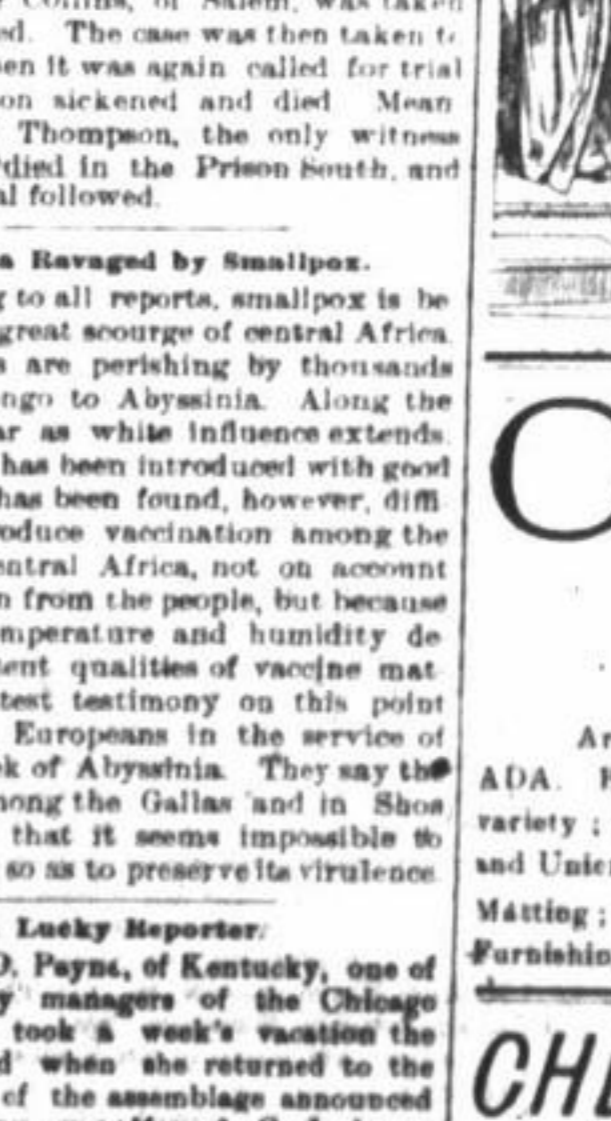 Collins, of Salem, was taken
ed. The case was then taken to
en it was again called for trial
on sickened and died Mean
Thompson, the only witness
died in the Prison South, and
al followed.
a Ravaged by Smallpox.
g to all reports, smallpox is be
great scourge of central Africa.
s are perishing by thousands
ngo to Abyssinia. Along the
ar as white influence extends.
has been introduced with good
has been found, however, diffi
roduce vaccination among the
entral Africa, not on account
n from the people, but because
mperature and humidity de
ent qualities of vaccine mat
test testimony on this point
Europeans in the service of
ek of Abyssinia. They say the
mong the Gallas and in Shoa
that it seems impossible to
so as to preserve its virulence.
Lucky Reporter.
O. Payne, of Kentucky, one of
y managers of the Chicago
took a week's vacation the
d when she returned to the
of the assemblage announced
O
Ar
ADA.
variety ;
and Unio
Matting ;
Furnishin
CHE